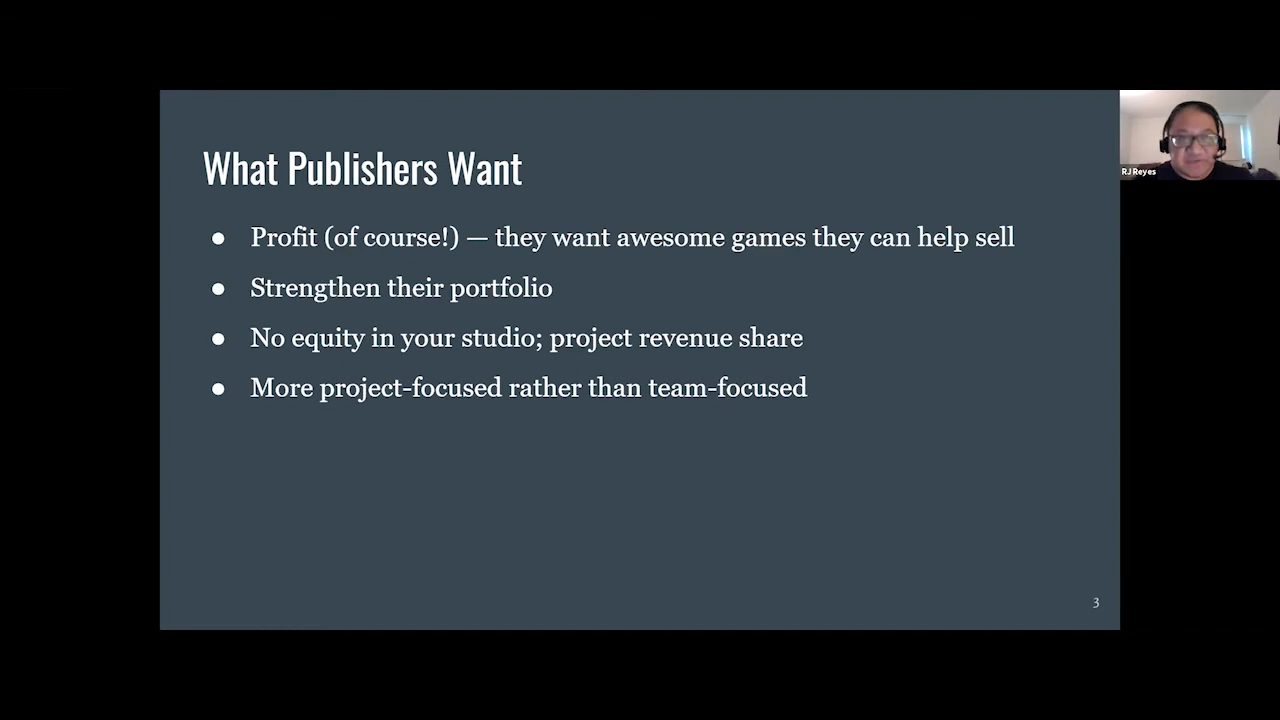 What Publishers Want
● Profit (of course!) — they want awesome games they can help sell
● Strengthen their portfolio
● No equity in your studio; project revenue share
● More project-focused rather than team-focused
3
RJ Reyes